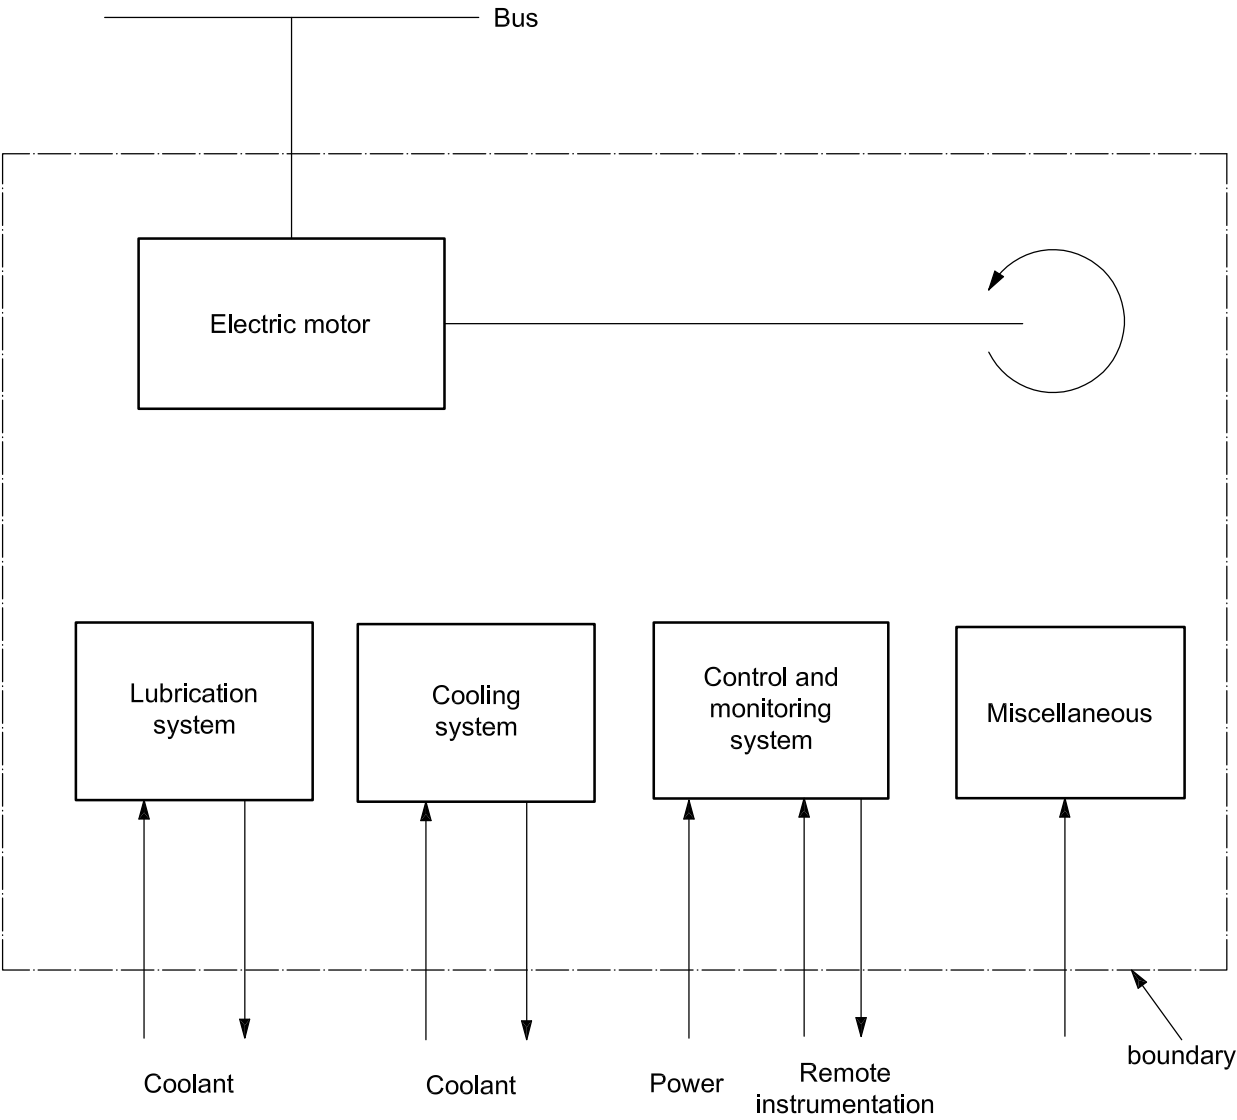 Bus
Electric motor
Lubrication
system
Cooling
system
Control and
monitoring
system
Miscellaneous
Coolant
Coolant
Power
Remote
instrumentation
boundary